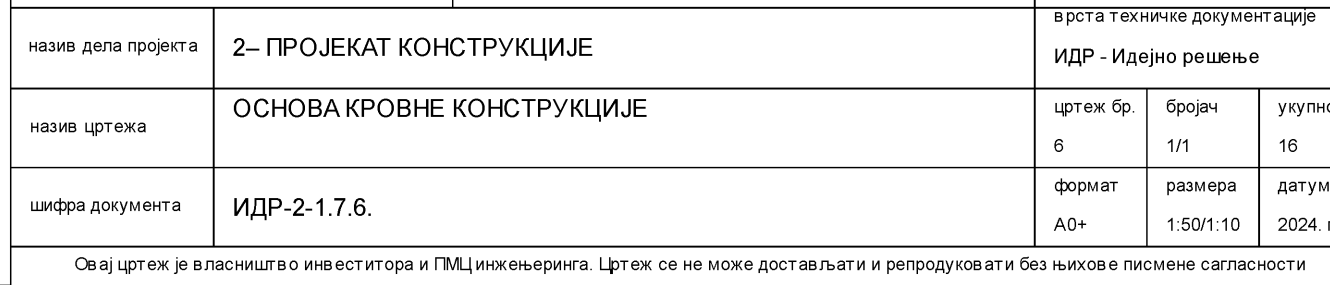 врста техничке документације
назив дела пројекта
2– ПРОЈЕКАТ КОНСТРУКЦИЈЕ
ИДР - Идејно решење
назив цртежа
ОСНОВА КРОВНЕ КОНСТРУКЦИЈЕ
цртеж бр.
бројач
6
1/1
16
шифра документа
ИДР-2-1.7.6.
формат
размера
датум
A0+
1:50/1:10
2024.
Овај цртеж је власништво инвеститора и ПМЦ инжењеринга. Цртеж се не може достављати и репродуковати без њихове писмене сагласности